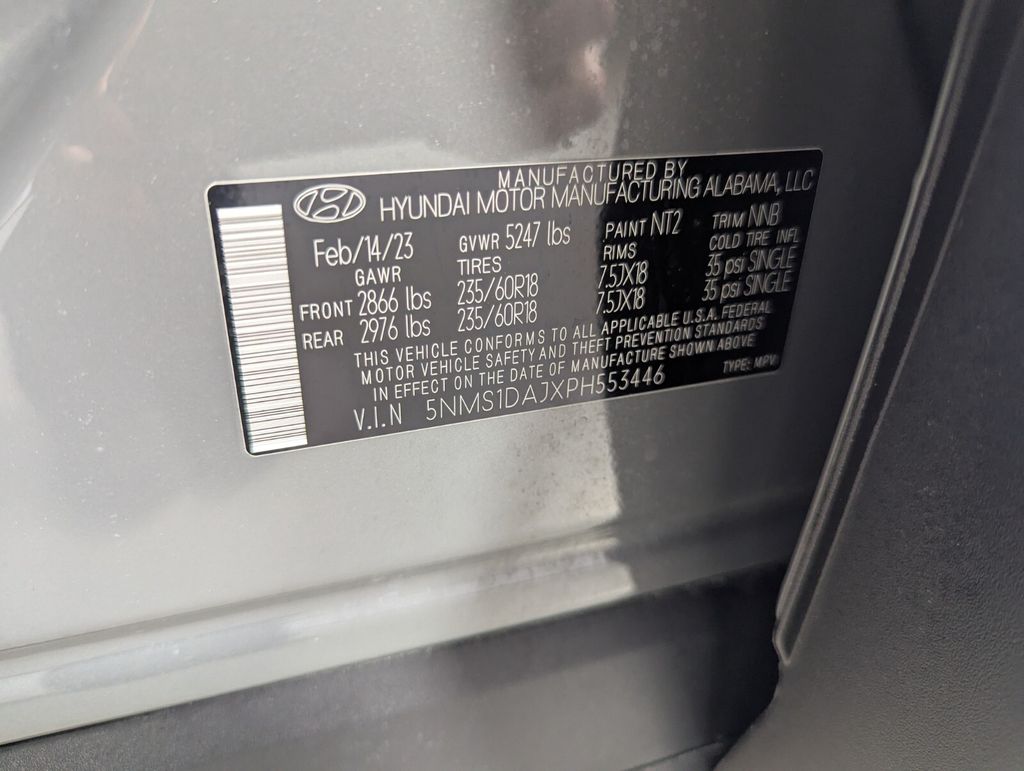 MANUFACTURED BY
HYUNDAI MOTOR MANUFACTURING ALABAMA, LLC
Feb/14/23 GVWR 5247 lbs PAINT NT2 TRIM NNB
GAWR TIRES RIMS COLD TIRE INFL
FRONT 2866 lbs 235/60R18 7.5JX18 35 psi SINGLE
REAR 2976 lbs 235/60R18 7.5JX18 35 psi SINGLE
THIS VEHICLE CONFORMS TO ALL APPLICABLE U.S.A. FEDERAL
MOTOR VEHICLE SAFETY AND THEFT PREVENTION STANDARDS
IN EFFECT ON THE DATE OF MANUFACTURE SHOWN ABOVE
V.I.N 5NMS1DAJXPH553446 TYPE: MPV